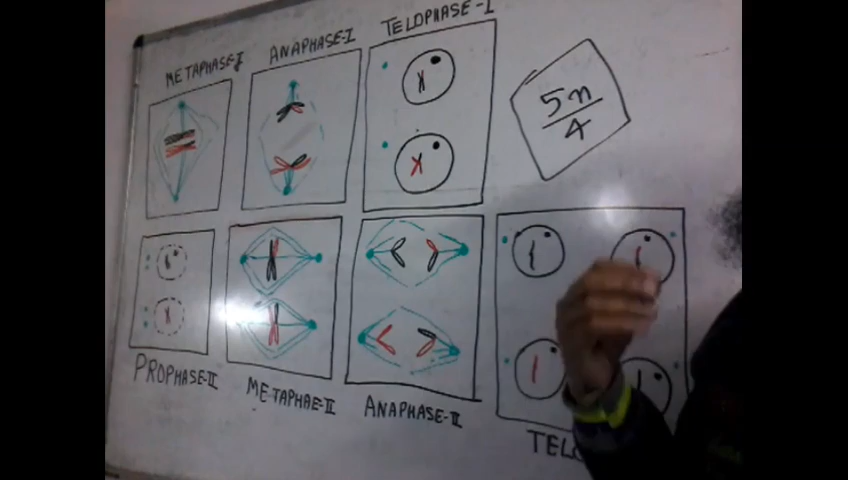 METAPHASE-I
ANAPHASE-I
TELOPHASE-I
5n
4
PROPHASE-II
METAPHAE-II
ANAPHASE-II